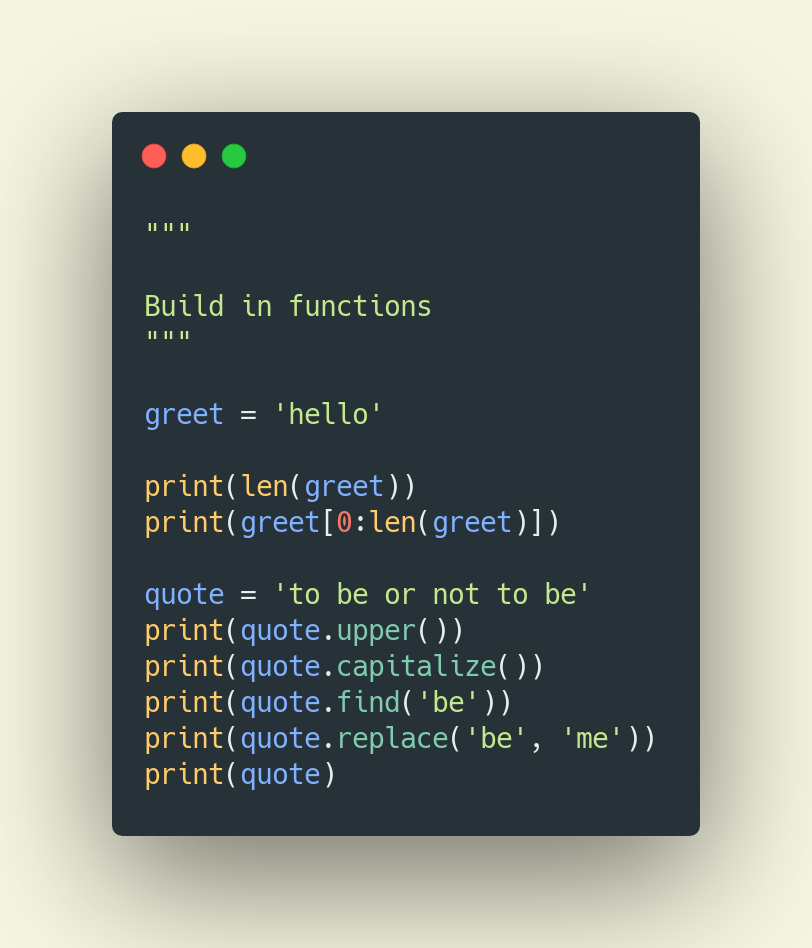 """
Build in functions
"""
greet = 'hello'
print(len(greet))
print(greet[0:len(greet)])
quote = 'to be or not to be'
print(quote.upper())
print(quote.capitalize())
print(quote.find('be'))
print(quote.replace('be', 'me'))
print(quote)